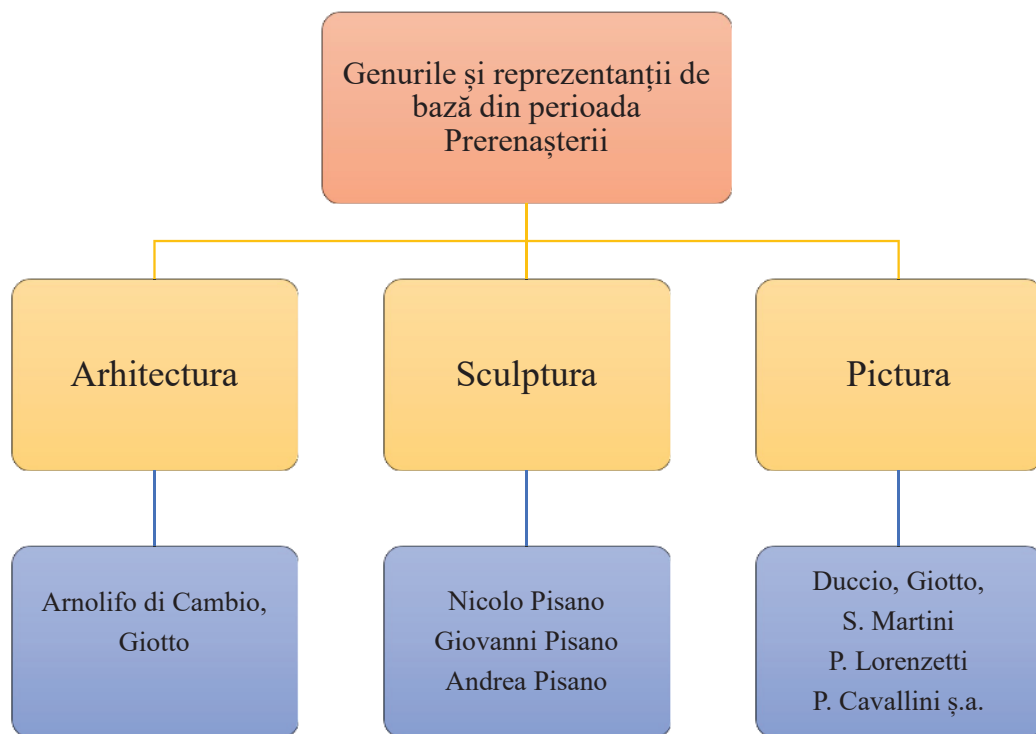 Genurile și reprezentanții de
bază din perioada
Prerenașterii
Arhitectura
Sculptura
Pictura
Arnolifo di Cambio,
Giotto
Nicolo Pisano
Giovanni Pisano
Andrea Pisano
Duccio, Giotto,
S. Martini
P. Lorenzetti
P. Cavallini ș.a.